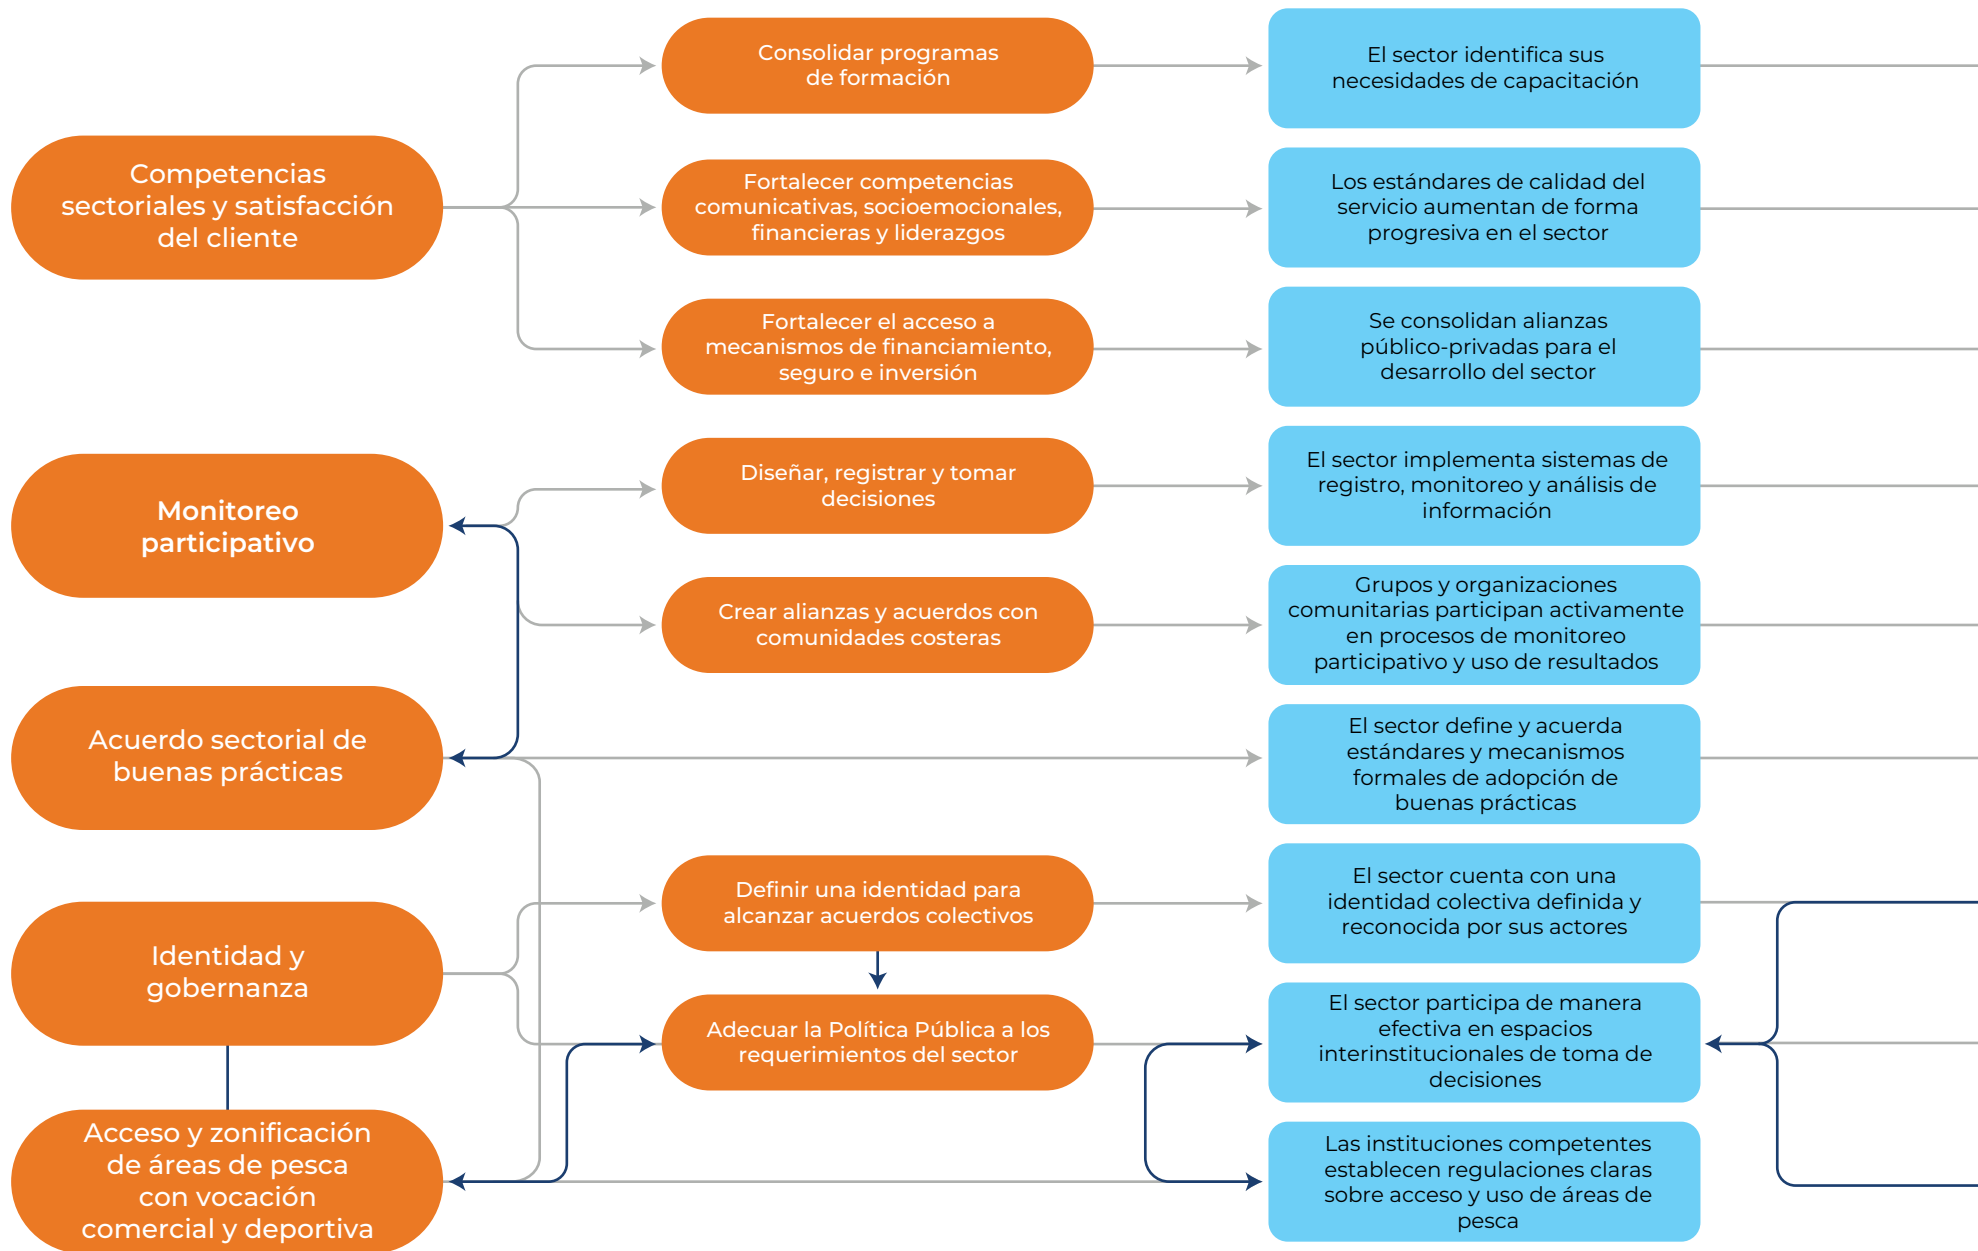 Consolidar programas
de formación
El sector identifica sus
necesidades de capacitación
Competencias
sectoriales y satisfacción
del cliente
Fortalecer competencias
comunicativas, socioemocionales,
financieras y liderazgos
Los estándares de calidad del
servicio aumentan de forma
progresiva en el sector
Fortalecer el acceso a
mecanismos de financiamiento,
seguro e inversión
Se consolidan alianzas
público-privadas para el
desarrollo del sector
Monitoreo
participativo
Diseñar, registrar y tomar
decisiones
El sector implementa sistemas de
registro, monitoreo y análisis de
información
Crear alianzas y acuerdos con
comunidades costeras
Grupos y organizaciones
comunitarias participan activamente
en procesos de monitoreo
participativo y uso de resultados
Acuerdo sectorial de
buenas prácticas
El sector define y acuerda
estándares y mecanismos
formales de adopción de
buenas prácticas
Identidad y
gobernanza
Definir una identidad para
alcanzar acuerdos colectivos
El sector cuenta con una
identidad colectiva definida y
reconocida por sus actores
Adecuar la Política Pública a los
requerimientos del sector
El sector participa de manera
efectiva en espacios
interinstitucionales de toma de
decisiones
Acceso y zonificación
de áreas de pesca
con vocación
comercial y deportiva
Las instituciones competentes
establecen regulaciones claras
sobre acceso y uso de áreas de
pesca